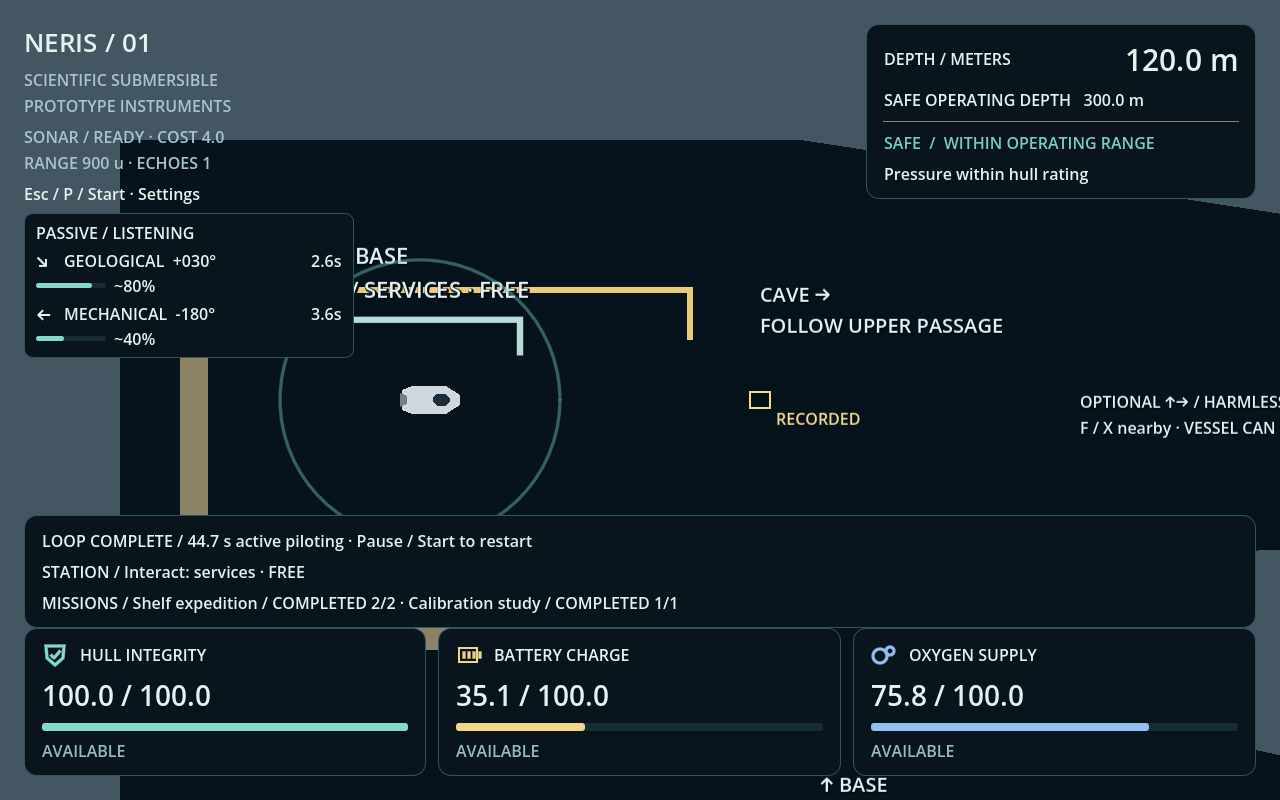 NERIS / 01
SCIENTIFIC SUBMERSIBLE
PROTOTYPE INSTRUMENTS
SONAR / READY · COST 4.0
RANGE 900 u · ECHOES 1
Esc / P / Start · Settings
DEPTH / METERS 120.0 m
SAFE OPERATING DEPTH 300.0 m
SAFE / WITHIN OPERATING RANGE
Pressure within hull rating
PASSIVE / LISTENING
↘ GEOLOGICAL +030° 2.6s
~80%
← MECHANICAL -180° 3.6s
~40%
BASE
/ SERVICES · FREE
CAVE →
FOLLOW UPPER PASSAGE
RECORDED
OPTIONAL ↑→ / HARMLESS
F / X nearby · VESSEL CAN
LOOP COMPLETE / 44.7 s active piloting · Pause / Start to restart
STATION / Interact: services · FREE
MISSIONS / Shelf expedition / COMPLETED 2/2 · Calibration study / COMPLETED 1/1
HULL INTEGRITY
100.0 / 100.0
AVAILABLE
BATTERY CHARGE
35.1 / 100.0
AVAILABLE
OXYGEN SUPPLY
75.8 / 100.0
AVAILABLE
↑ BASE